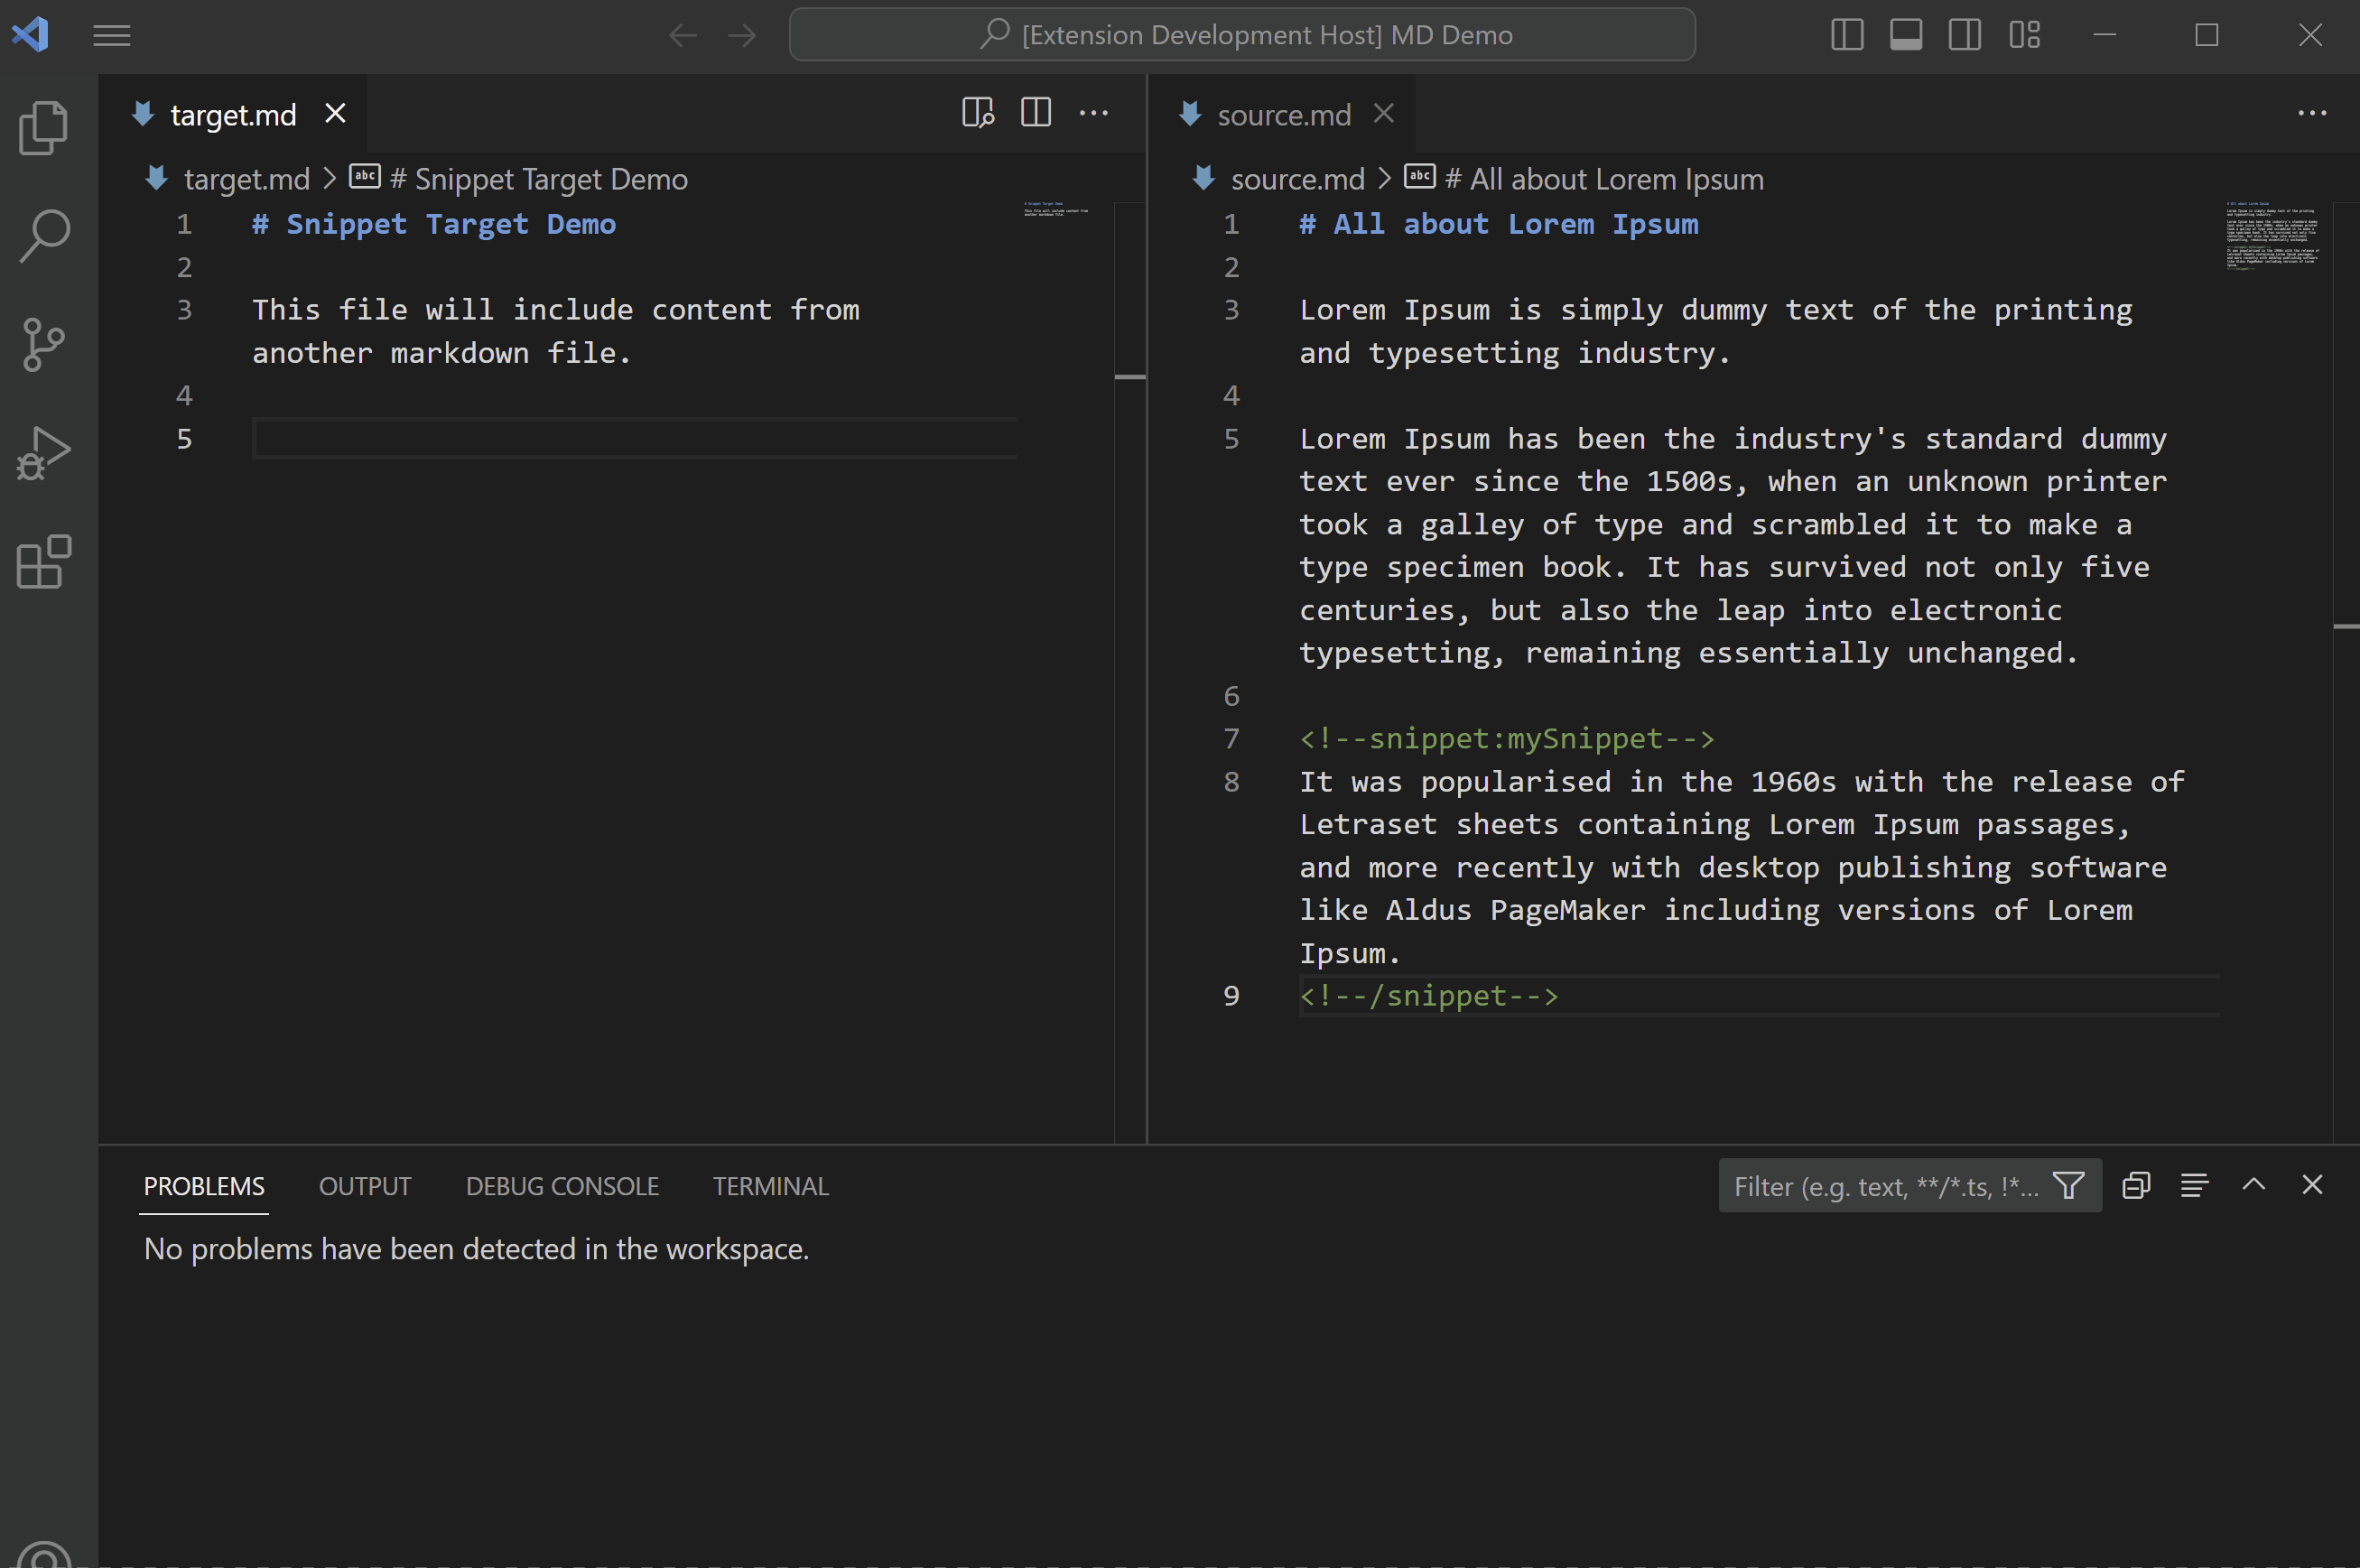 [Extension Development Host] MD Demo
target.md
target.md > abc # Snippet Target Demo
1 # Snippet Target Demo
2
3 This file will include content from
another markdown file.
4
5
source.md
source.md > abc # All about Lorem Ipsum
1 # All about Lorem Ipsum
2
3 Lorem Ipsum is simply dummy text of the printing
and typesetting industry.
4
5 Lorem Ipsum has been the industry's standard dummy
text ever since the 1500s, when an unknown printer
took a galley of type and scrambled it to make a
type specimen book. It has survived not only five
centuries, but also the leap into electronic
typesetting, remaining essentially unchanged.
6
7 <!--snippet:mySnippet-->
8 It was popularised in the 1960s with the release of
Letraset sheets containing Lorem Ipsum passages,
and more recently with desktop publishing software
like Aldus PageMaker including versions of Lorem
Ipsum.
9 <!--/snippet-->
PROBLEMS OUTPUT DEBUG CONSOLE TERMINAL
Filter (e.g. text, **/*.ts, !*...
No problems have been detected in the workspace.